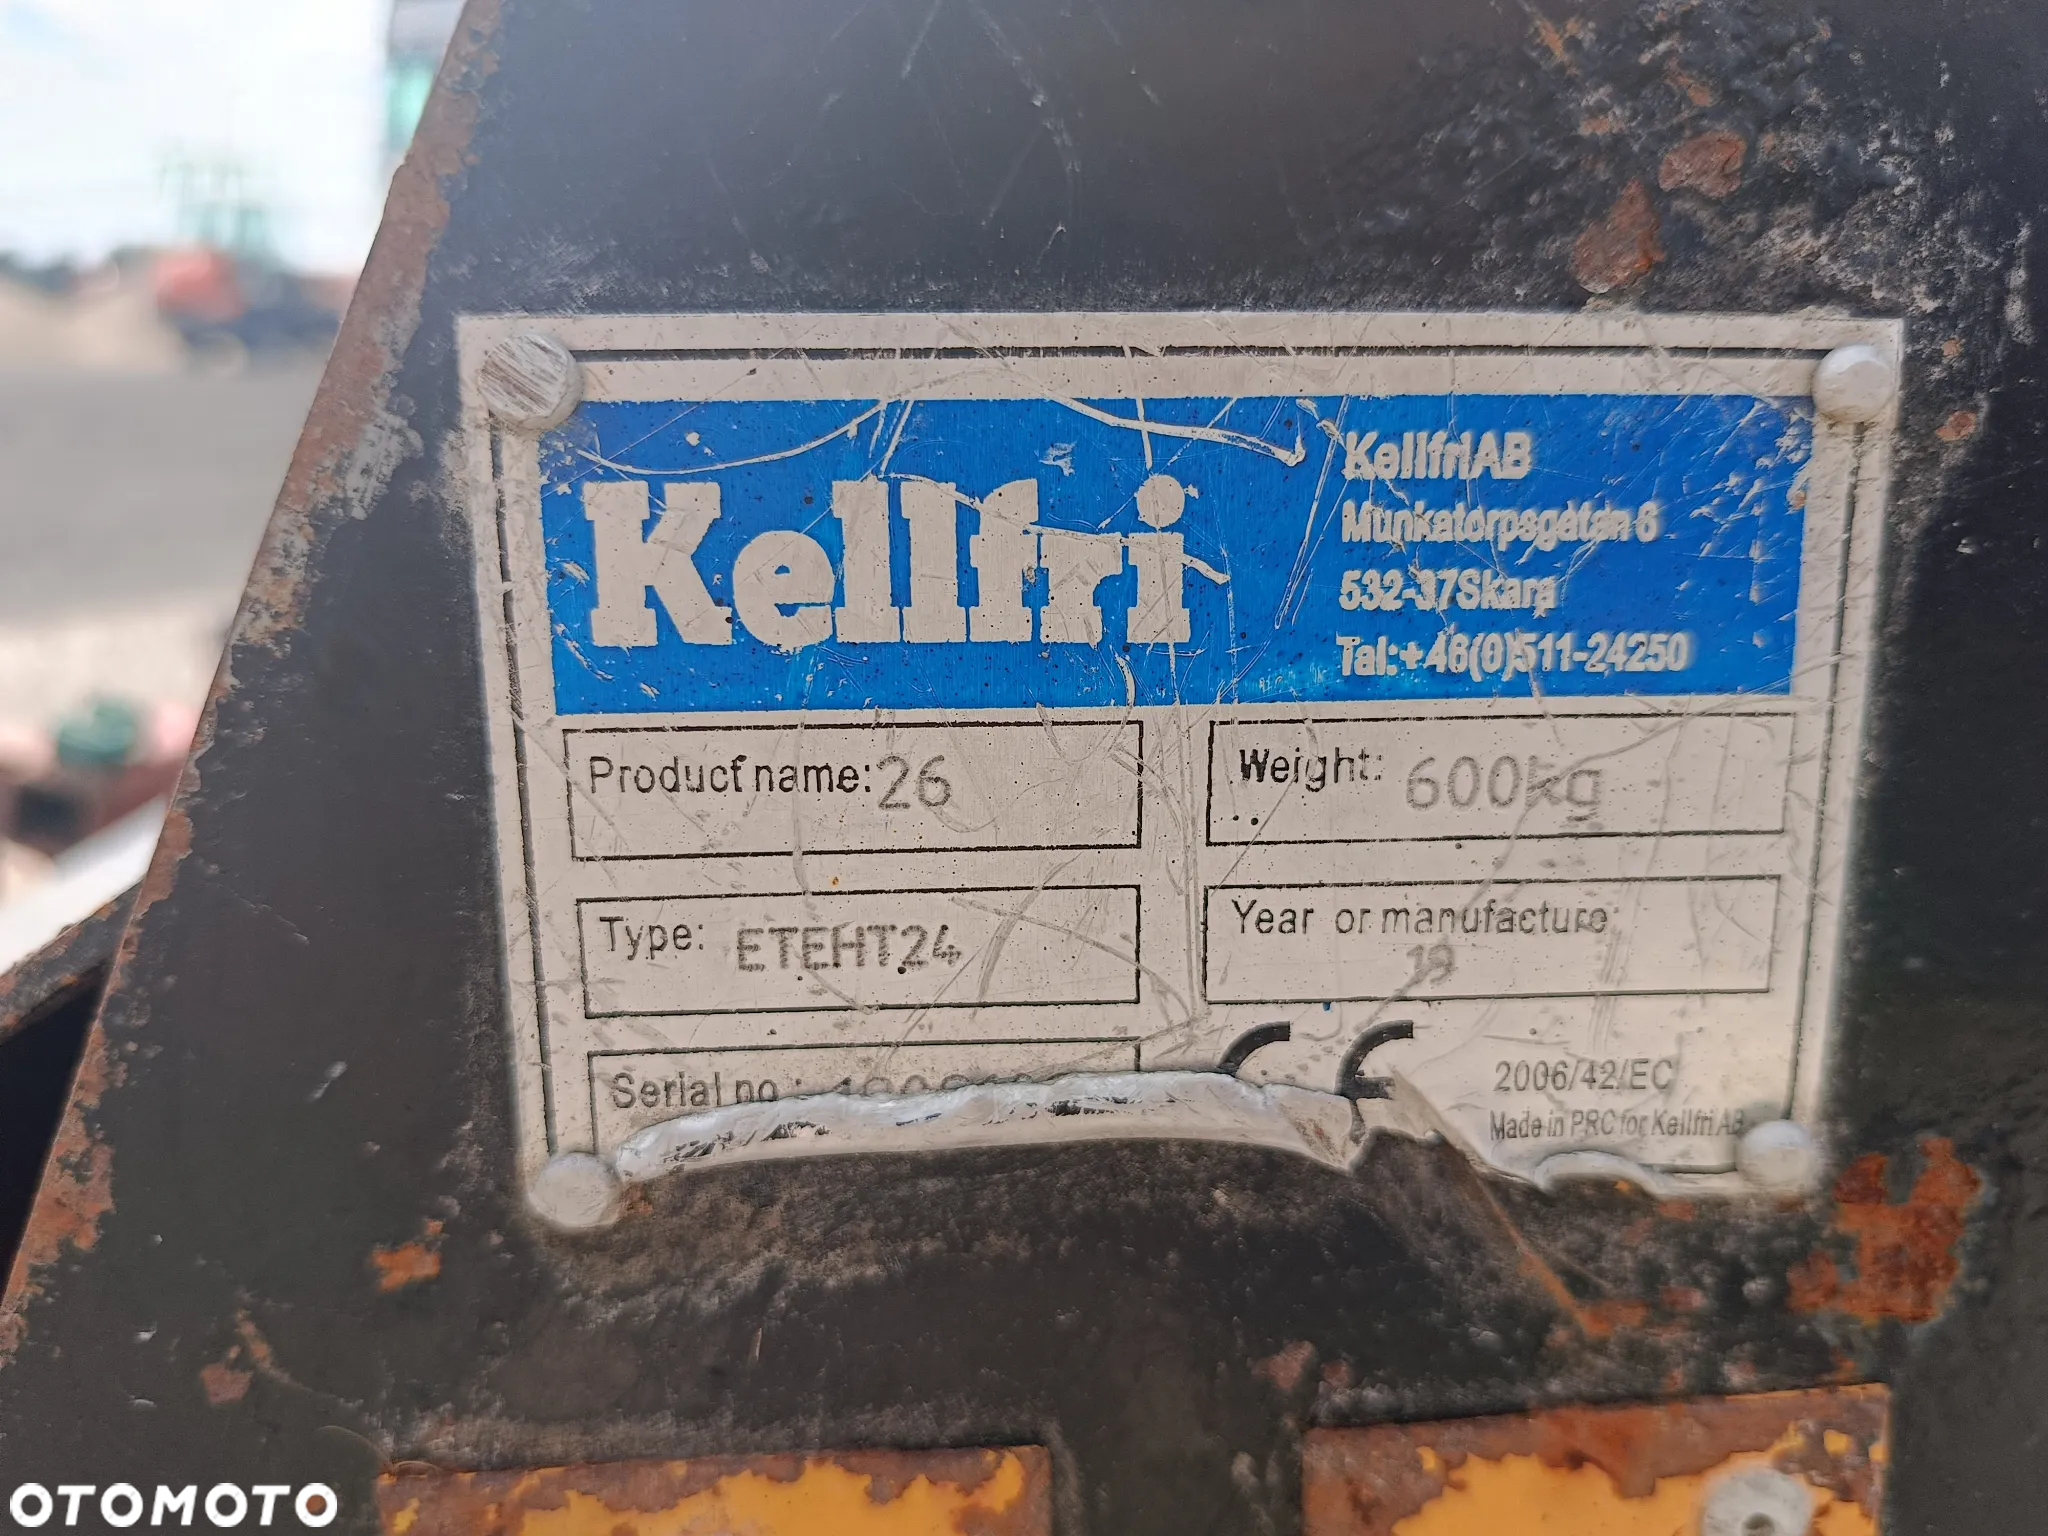 Kellfri
KellfriAB
Munkatorpsgatan 6
532-37Skara
Tal:+46(0)511-24250
Product name: 26
Weight: 600kg
Type: ETEHT24
Year or manufacture:
19
Serial no.:
CE
2006/42/EC
Made in PRC for Kellfri AB
OTOMOTO